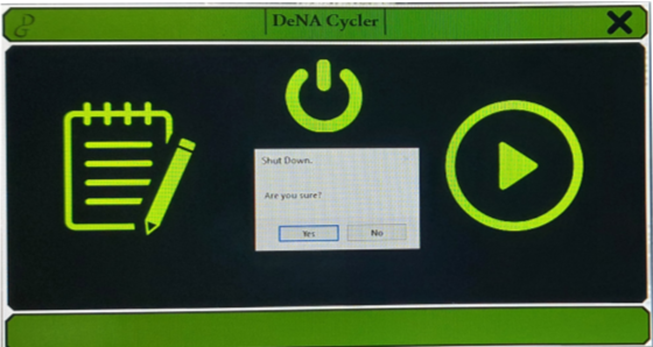 DeNA Cycler
Shut Down.
Are you sure?
Yes
No